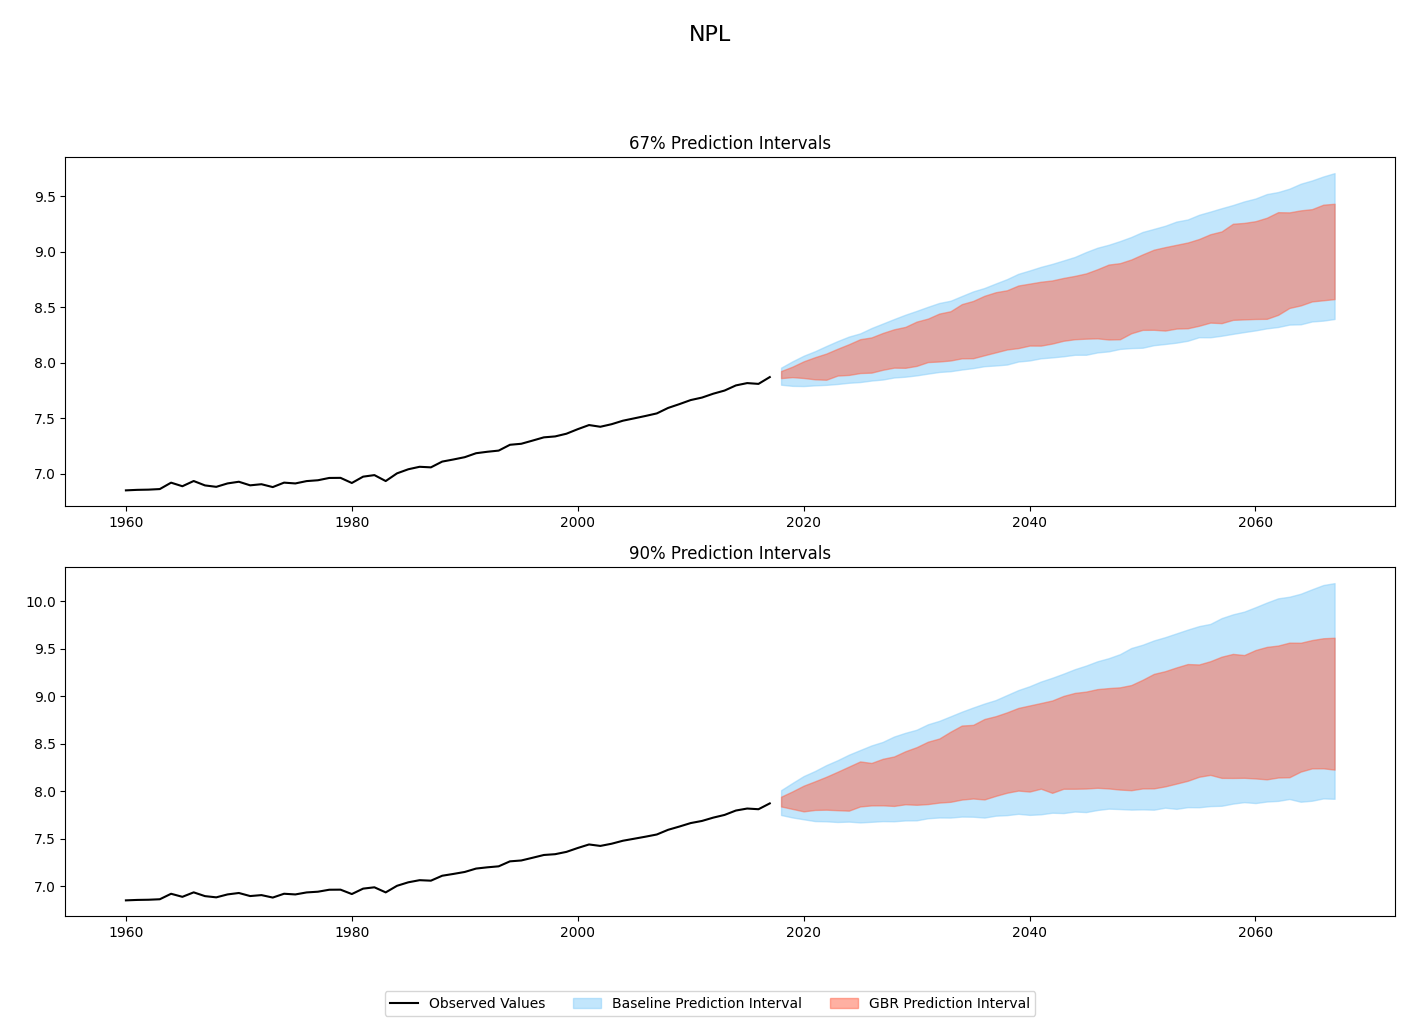 NPL
67% Prediction Intervals
9.5
9.0
8.5
8.0
7.5
7.0
1960 1980 2000 2020 2040 2060
90% Prediction Intervals
10.0
9.5
9.0
8.5
8.0
7.5
7.0
1960 1980 2000 2020 2040 2060
Observed Values Baseline Prediction Interval GBR Prediction Interval